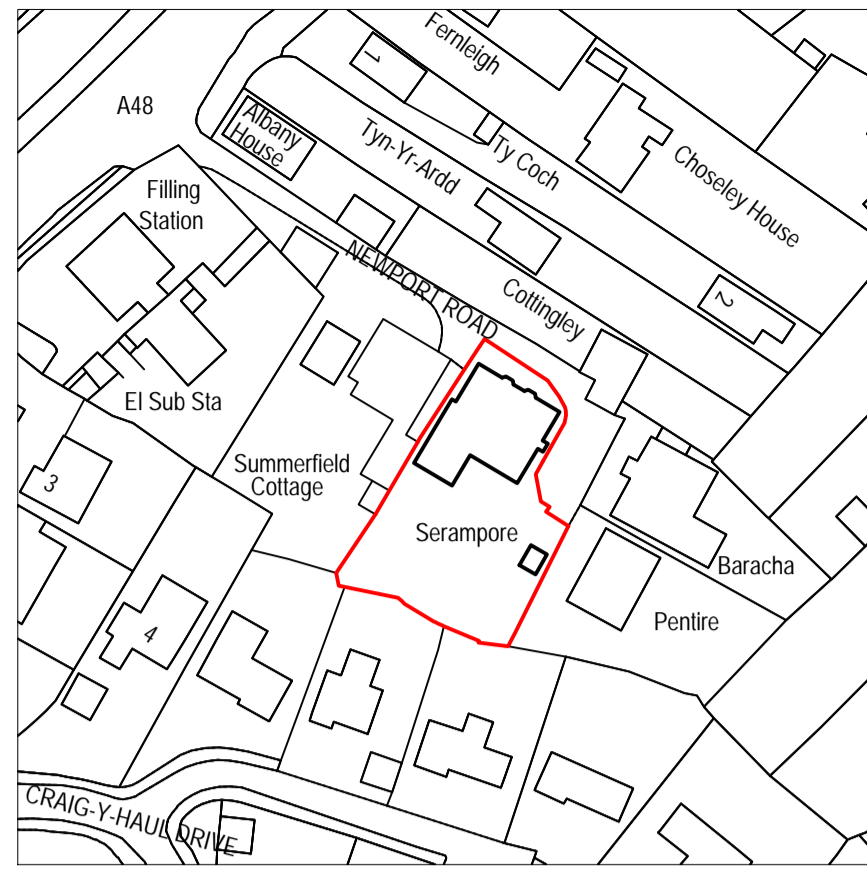 Fernleigh
1
A48
Albany
House
Tyn-Yr-Ardd
Ty Coch
Choseley House
Filling
Station
NEWPORT ROAD
Cottingley
2
El Sub Sta
Summerfield
Cottage
3
Serampore
Baracha
Pentire
4
CRAIG-Y-HAUL DRIVE